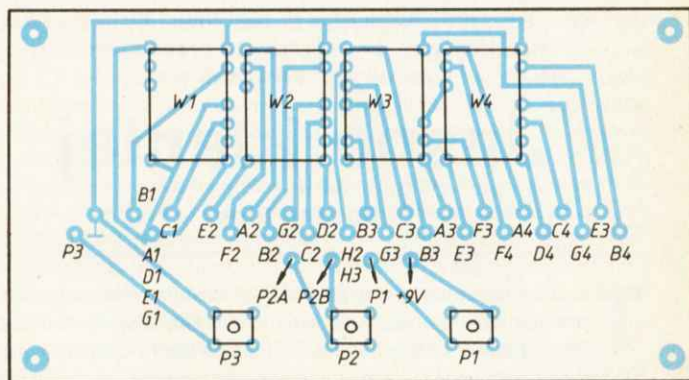 W1 W2 W3 W4
B1
C1 E2 A2 G2 D2 B3 C3 A3 F3 A4 C4 E3
P3 A1 F2 B2 C2 H2 G3 B3 E3 F4 D4 G4 B4
D1 H3
E1 P2A P2B P1 +9V
G1
P3 P2 P1